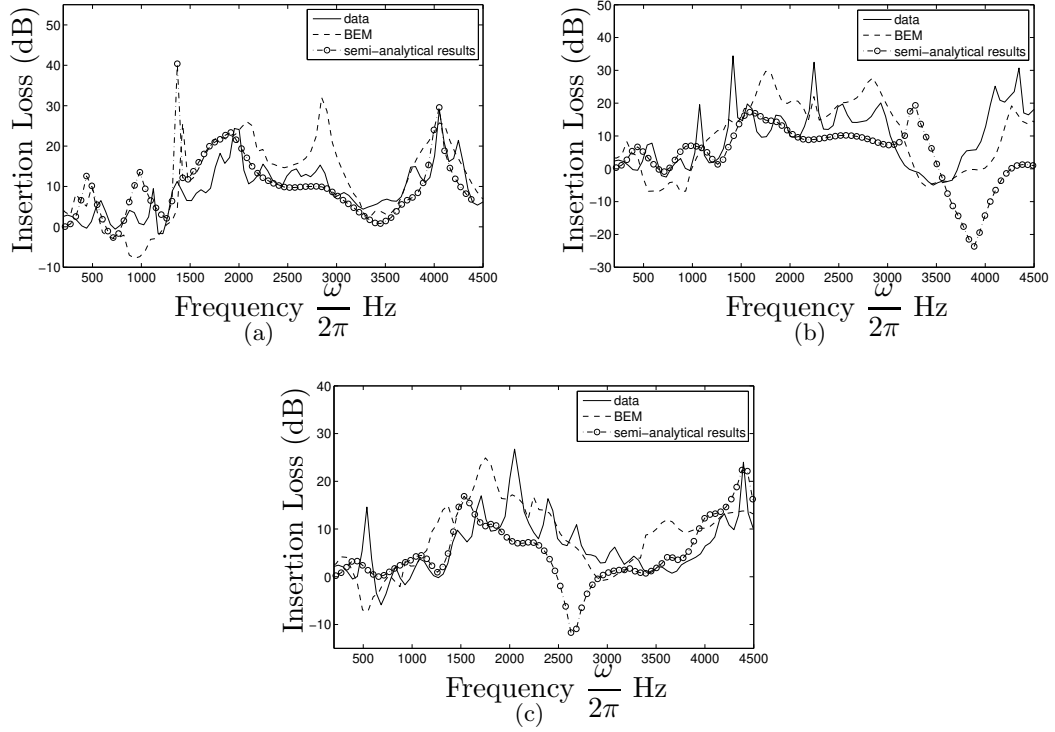 50
40
30
20
10
0
−10
500 1000 1500 2000 2500 3000 3500 4000 4500
Insertion Loss (dB)
Frequency ω/2π Hz
data
BEM
semi-analytical results
(a)
50
40
30
20
10
0
−10
−20
−30
500 1000 1500 2000 2500 3000 3500 4000 4500
Insertion Loss (dB)
Frequency ω/2π Hz
data
BEM
semi-analytical results
(b)
40
30
20
10
0
−10
500 1000 1500 2000 2500 3000 3500 4000 4500
Insertion Loss (dB)
Frequency ω/2π Hz
data
BEM
semi-analytical results
(c)